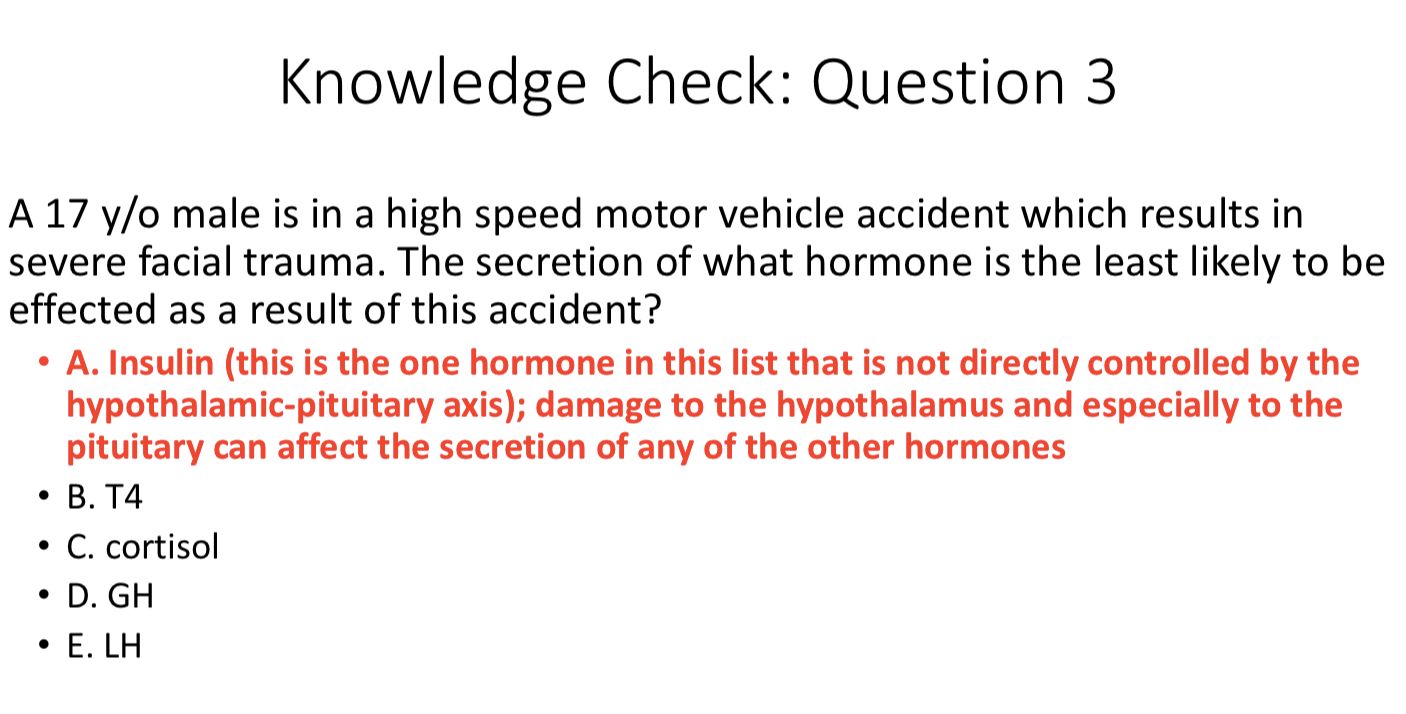 Knowledge Check: Question 3
A 17 y/o male is in a high speed motor vehicle accident which results in
severe facial trauma. The secretion of what hormone is the least likely to be
effected as a result of this accident?
• A. Insulin (this is the one hormone in this list that is not directly controlled by the
hypothalamic-pituitary axis); damage to the hypothalamus and especially to the
pituitary can affect the secretion of any of the other hormones
• B. T4
• C. cortisol
• D. GH
• E. LH